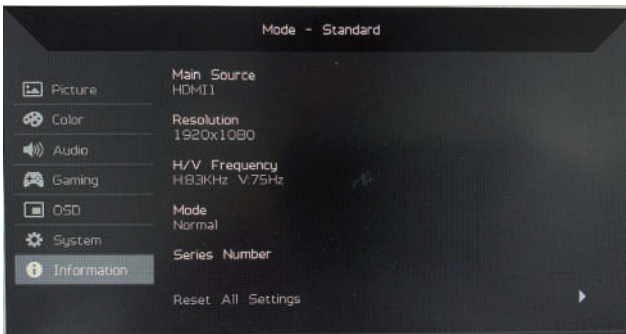 Mode - Standard
Picture
Color
Audio
Gaming
OSD
System
Information
Main Source
HDMI1
Resolution
1920x1080
H/V Frequency
H:83KHz V:75Hz
Mode
Normal
Series Number
Reset All Settings